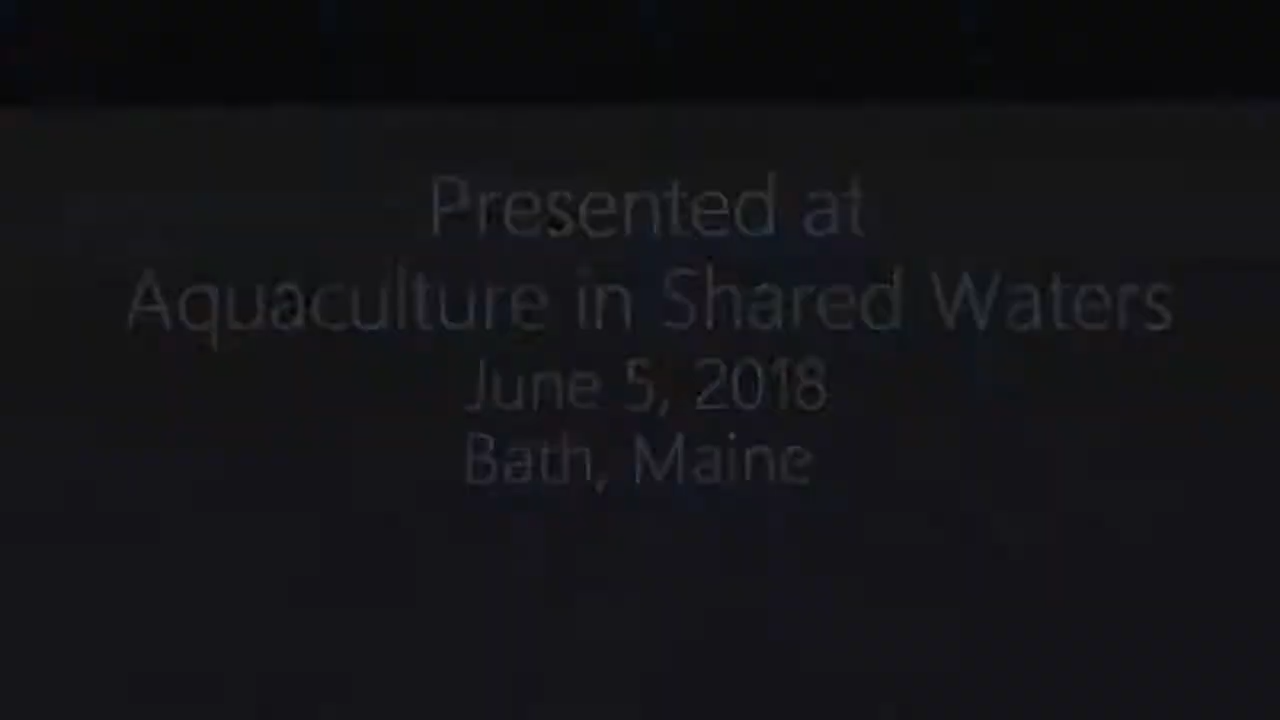 Presented at
Aquaculture in Shared Waters
June 5, 2018
Bath, Maine